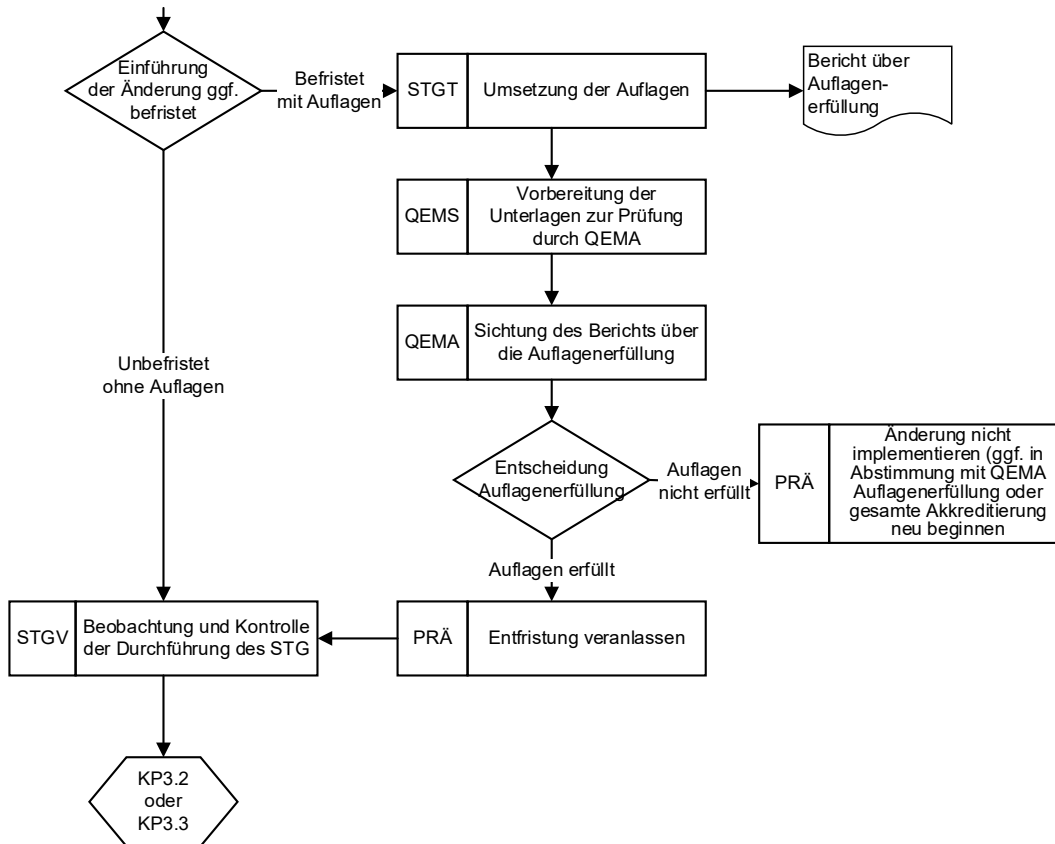 Einführung
der Änderung ggf.
befristet
Befristet
mit Auflagen
STGT
Umsetzung der Auflagen
Bericht über
Auflagen-
erfüllung
QEMS
Vorbereitung der
Unterlagen zur Prüfung
durch QEMA
QEMA
Sichtung des Berichts über
die Auflagenerfüllung
Unbefristet
ohne Auflagen
Entscheidung
Auflagenerfüllung
Auflagen
nicht erfüllt
PRÄ
Änderung nicht
implementieren (ggf. in
Abstimmung mit QEMA
Auflagenerfüllung oder
gesamte Akkreditierung
neu beginnen
Auflagen erfüllt
STGV
Beobachtung und Kontrolle
der Durchführung des STG
PRÄ
Entfristung veranlassen
KP3.2
oder
KP3.3